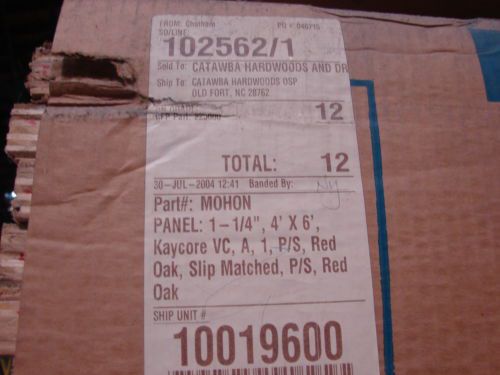 FROM: Chatham PO #: 046715
SO/LINE:
102562/1
Sold To: CATAWBA HARDWOODS AND DR
Ship To: CATAWBA HARDWOODS OSP
OLD FORT, NC 28762
12
TOTAL: 12
30-JUL-2004 12:41 Banded By:
Part#: MOHON
PANEL: 1-1/4", 4' X 6',
Kaycore VC, A, 1, P/S, Red
Oak, Slip Matched, P/S, Red
Oak
SHIP UNIT #
10019600